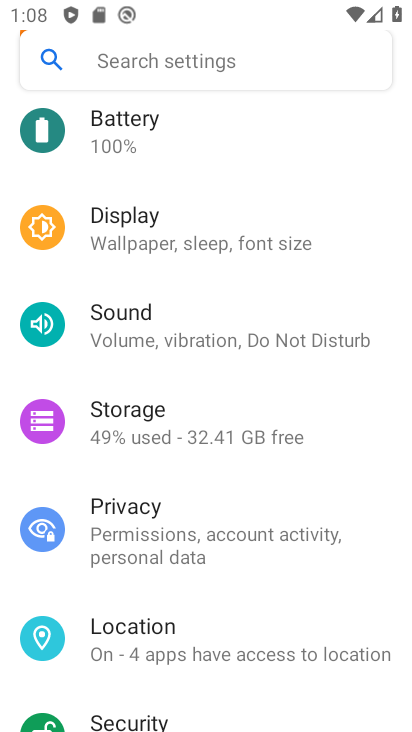 1:08
Search settings
Battery
100%
Display
Wallpaper, sleep, font size
Sound
Volume, vibration, Do Not Disturb
Storage
49% used - 32.41 GB free
Privacy
Permissions, account activity,
personal data
Location
On - 4 apps have access to location
Security